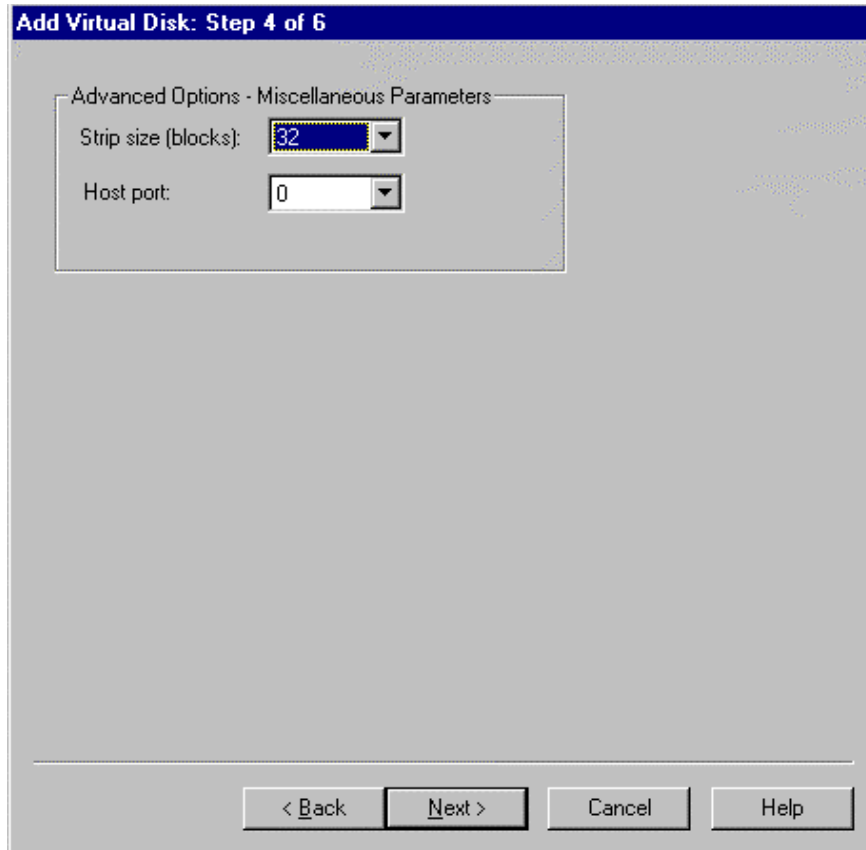 Add Virtual Disk: Step 4 of 6
Advanced Options - Miscellaneous Parameters
Strip size (blocks): 32
Host port: 0
< Back Next > Cancel Help